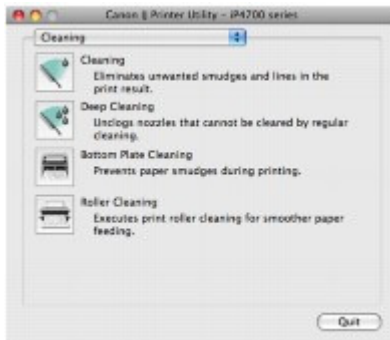 Canon IJ Printer Utility – iP4700 series
Cleaning
Cleaning
Eliminates unwanted smudges and lines in the
print result.
Deep Cleaning
Unclogs nozzles that cannot be cleared by regular
cleaning.
Bottom Plate Cleaning
Prevents paper smudges during printing.
Roller Cleaning
Executes print roller cleaning for smoother paper
feeding.
Quit